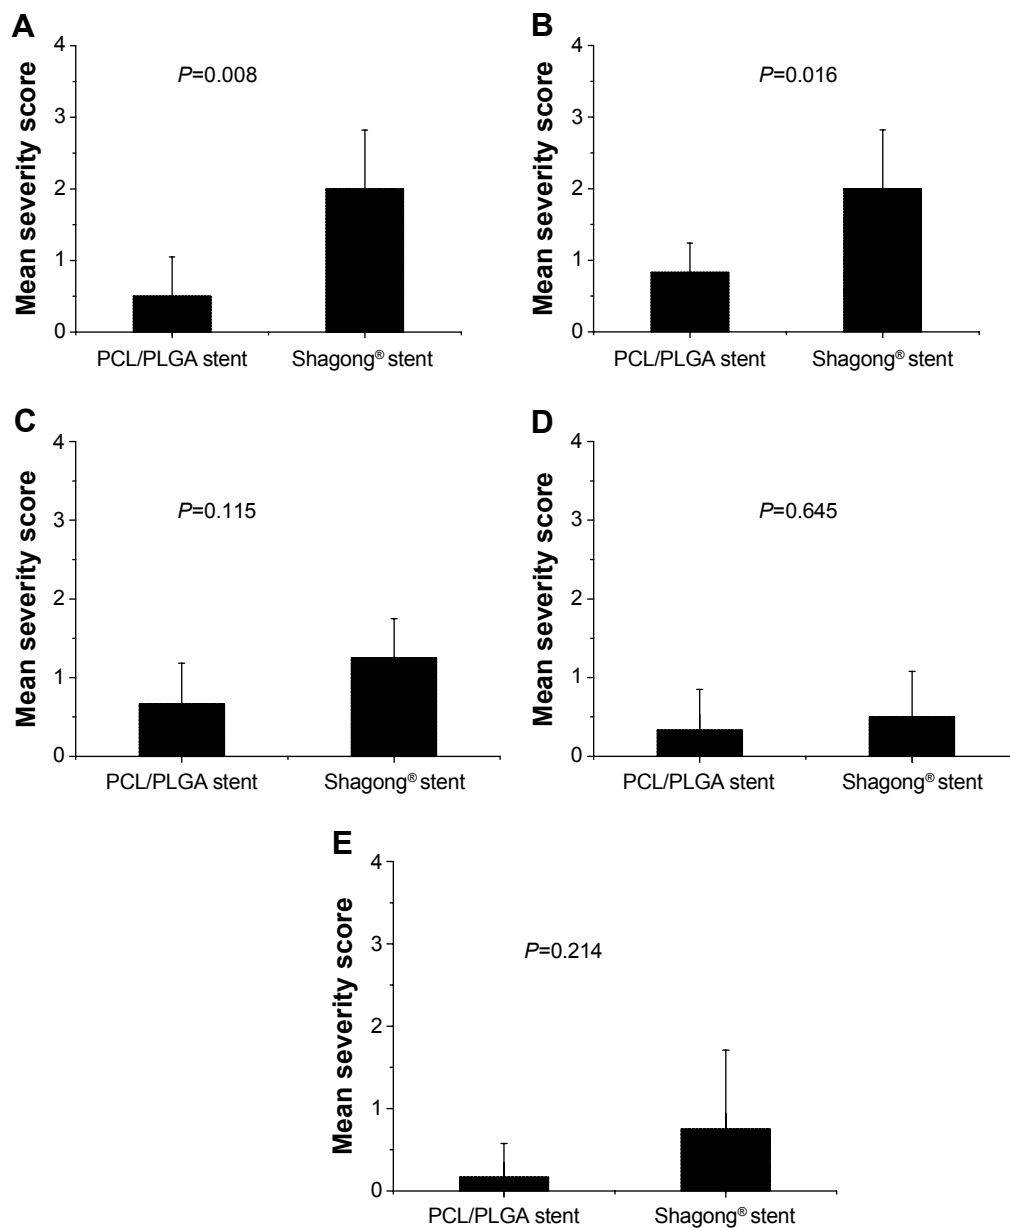 A
Mean severity score
4
3
2
1
0
P=0.008
PCL/PLGA stent
Shagong® stent
B
Mean severity score
4
3
2
1
0
P=0.016
PCL/PLGA stent
Shagong® stent
C
Mean severity score
4
3
2
1
0
P=0.115
PCL/PLGA stent
Shagong® stent
D
Mean severity score
4
3
2
1
0
P=0.645
PCL/PLGA stent
Shagong® stent
E
Mean severity score
4
3
2
1
0
P=0.214
PCL/PLGA stent
Shagong® stent